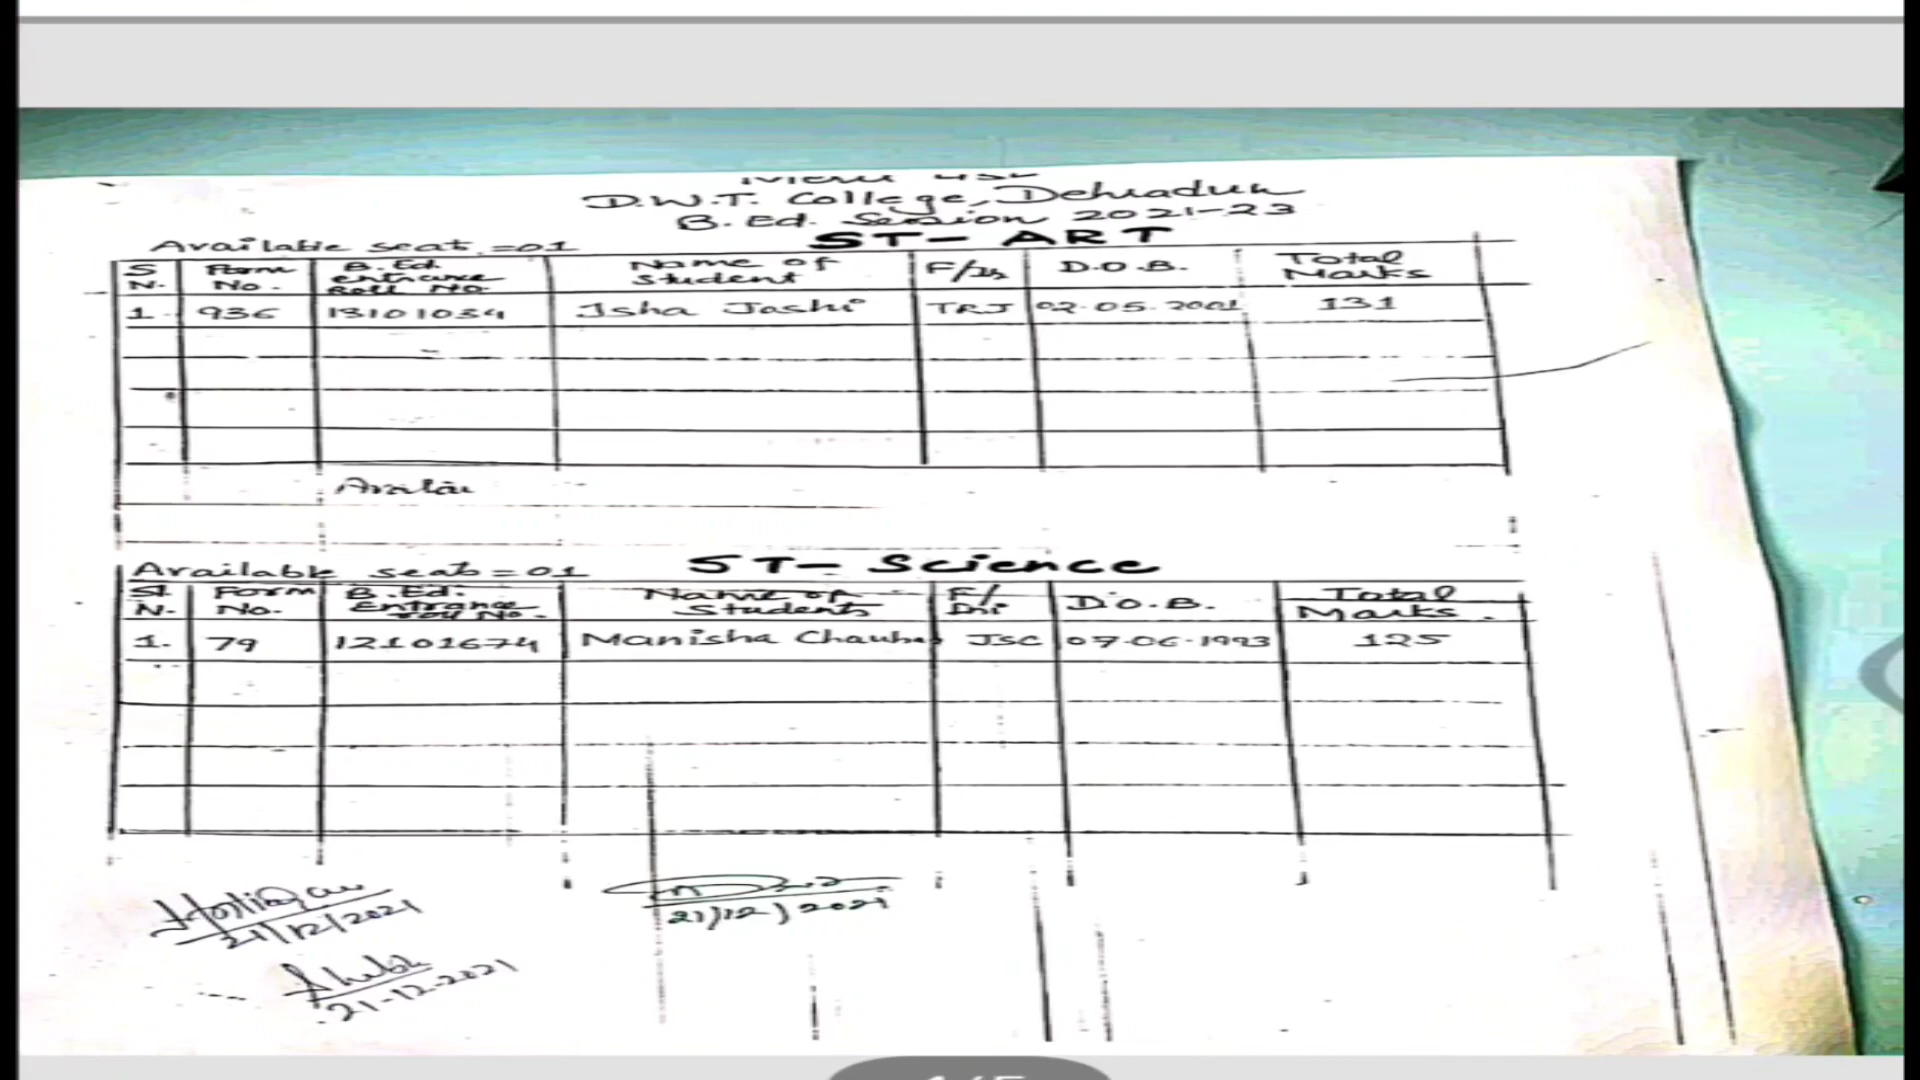 D.W.T. College, Dehradun
B. Ed. Session 2021-23
Available seat =01 ST- ART
S N. Form No. B. Ed. entrance Roll No. Name of Student F/ D.O.B. Total Marks
1. 936 13101034 Isha Joshi TRJ 02.05.2001 131
Available seat = 01 ST- Science
Sl. N. Form No. B. Ed. Entrance Roll No. Name of Students F/ D.O.B. Total Marks.
1. 79 12101674 Manisha Chauhan JSC 07.06.1993 125
21/12/2021
21/12/2021
21-12-2021